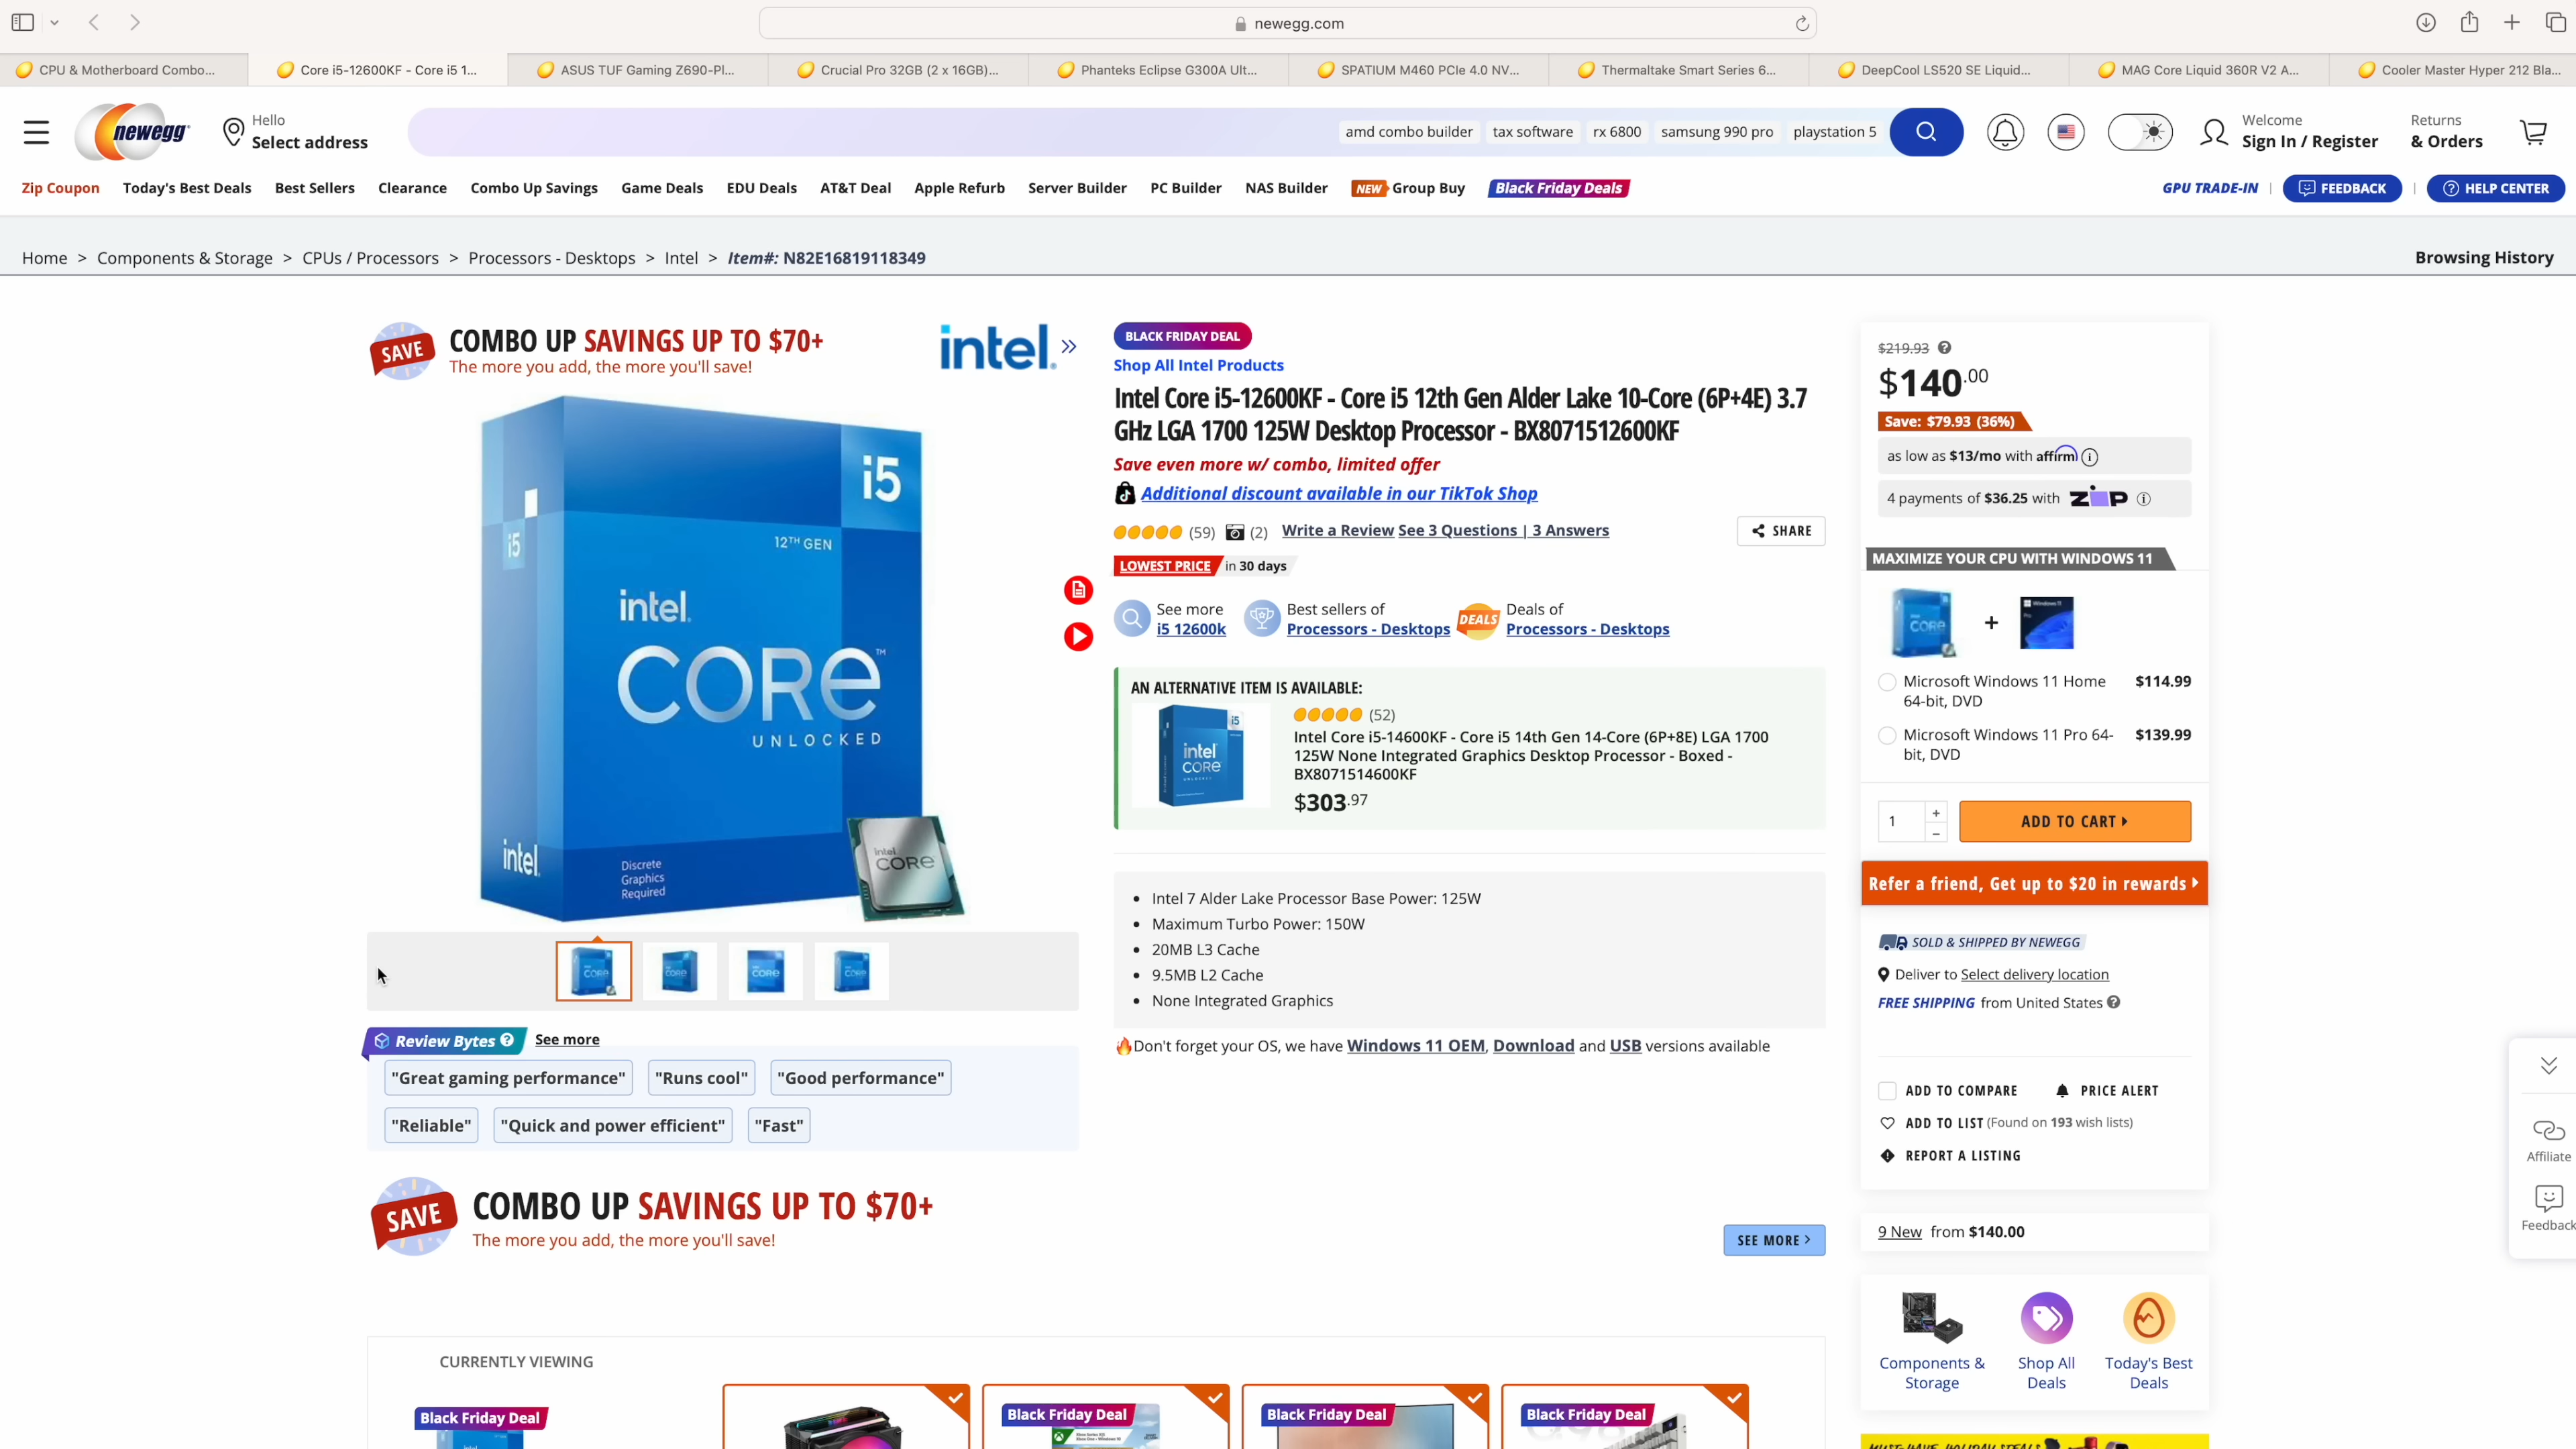 newegg.com
CPU & Motherboard Combo...
Core i5-12600KF - Core i5 1...
ASUS TUF Gaming Z690-Pl...
Crucial Pro 32GB (2 x 16GB)...
Phanteks Eclipse G300A Ult...
SPATIUM M460 PCIe 4.0 NV...
Thermaltake Smart Series 6...
DeepCool LS520 SE Liquid...
MAG Core Liquid 360R V2 A...
Cooler Master Hyper 212 Bla...
newegg
Hello
Select address
amd combo builder
tax software
rx 6800
samsung 990 pro
playstation 5
Welcome
Sign In / Register
Returns
& Orders
Zip Coupon
Today's Best Deals
Best Sellers
Clearance
Combo Up Savings
Game Deals
EDU Deals
AT&T Deal
Apple Refurb
Server Builder
PC Builder
NAS Builder
NEW Group Buy
Black Friday Deals
GPU TRADE-IN
FEEDBACK
HELP CENTER
Home > Components & Storage > CPUs / Processors > Processors - Desktops > Intel > Item#: N82E16819118349
Browsing History
SAVE
COMBO UP SAVINGS UP TO $70+
The more you add, the more you'll save!
intel.
i5
i5
12TH GEN
intel.
CORE™
UNLOCKED
intel.
Discrete
Graphics
Required
intel
CORE
Review Bytes
See more
"Great gaming performance"
"Runs cool"
"Good performance"
"Reliable"
"Quick and power efficient"
"Fast"
BLACK FRIDAY DEAL
Shop All Intel Products
Intel Core i5-12600KF - Core i5 12th Gen Alder Lake 10-Core (6P+4E) 3.7
GHz LGA 1700 125W Desktop Processor - BX8071512600KF
Save even more w/ combo, limited offer
Additional discount available in our TikTok Shop
(59)
(2)
Write a Review
See 3 Questions | 3 Answers
SHARE
LOWEST PRICE in 30 days
See more
i5 12600k
Best sellers of
Processors - Desktops
DEALS
Deals of
Processors - Desktops
AN ALTERNATIVE ITEM IS AVAILABLE:
i5
intel
CORE
(52)
Intel Core i5-14600KF - Core i5 14th Gen 14-Core (6P+8E) LGA 1700
125W None Integrated Graphics Desktop Processor - Boxed -
BX8071514600KF
$303.97
• Intel 7 Alder Lake Processor Base Power: 125W
• Maximum Turbo Power: 150W
• 20MB L3 Cache
• 9.5MB L2 Cache
• None Integrated Graphics
Don't forget your OS, we have Windows 11 OEM, Download and USB versions available
$219.93
$140.00
Save: $79.93 (36%)
as low as $13/mo with affirm
4 payments of $36.25 with ZIP
MAXIMIZE YOUR CPU WITH WINDOWS 11
CORE
+
Microsoft Windows 11 Home
64-bit, DVD
$114.99
Microsoft Windows 11 Pro 64-
bit, DVD
$139.99
1
+
−
ADD TO CART
Refer a friend, Get up to $20 in rewards
SOLD & SHIPPED BY NEWEGG
Deliver to Select delivery location
FREE SHIPPING from United States
ADD TO COMPARE
PRICE ALERT
ADD TO LIST (Found on 193 wish lists)
REPORT A LISTING
9 New from $140.00
Components &
Storage
Shop All
Deals
Today's Best
Deals
Affiliate
Feedback
SAVE
COMBO UP SAVINGS UP TO $70+
The more you add, the more you'll save!
SEE MORE
CURRENTLY VIEWING
Black Friday Deal
Black Friday Deal
Black Friday Deal
Black Friday Deal